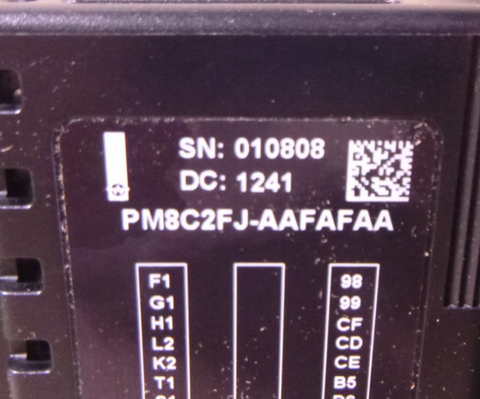 SN: 010808
DC: 1241
PM8C2FJ-AAFAFAA
F1 98
G1 99
H1 CF
L2 CD
K2 CE
T1 B5